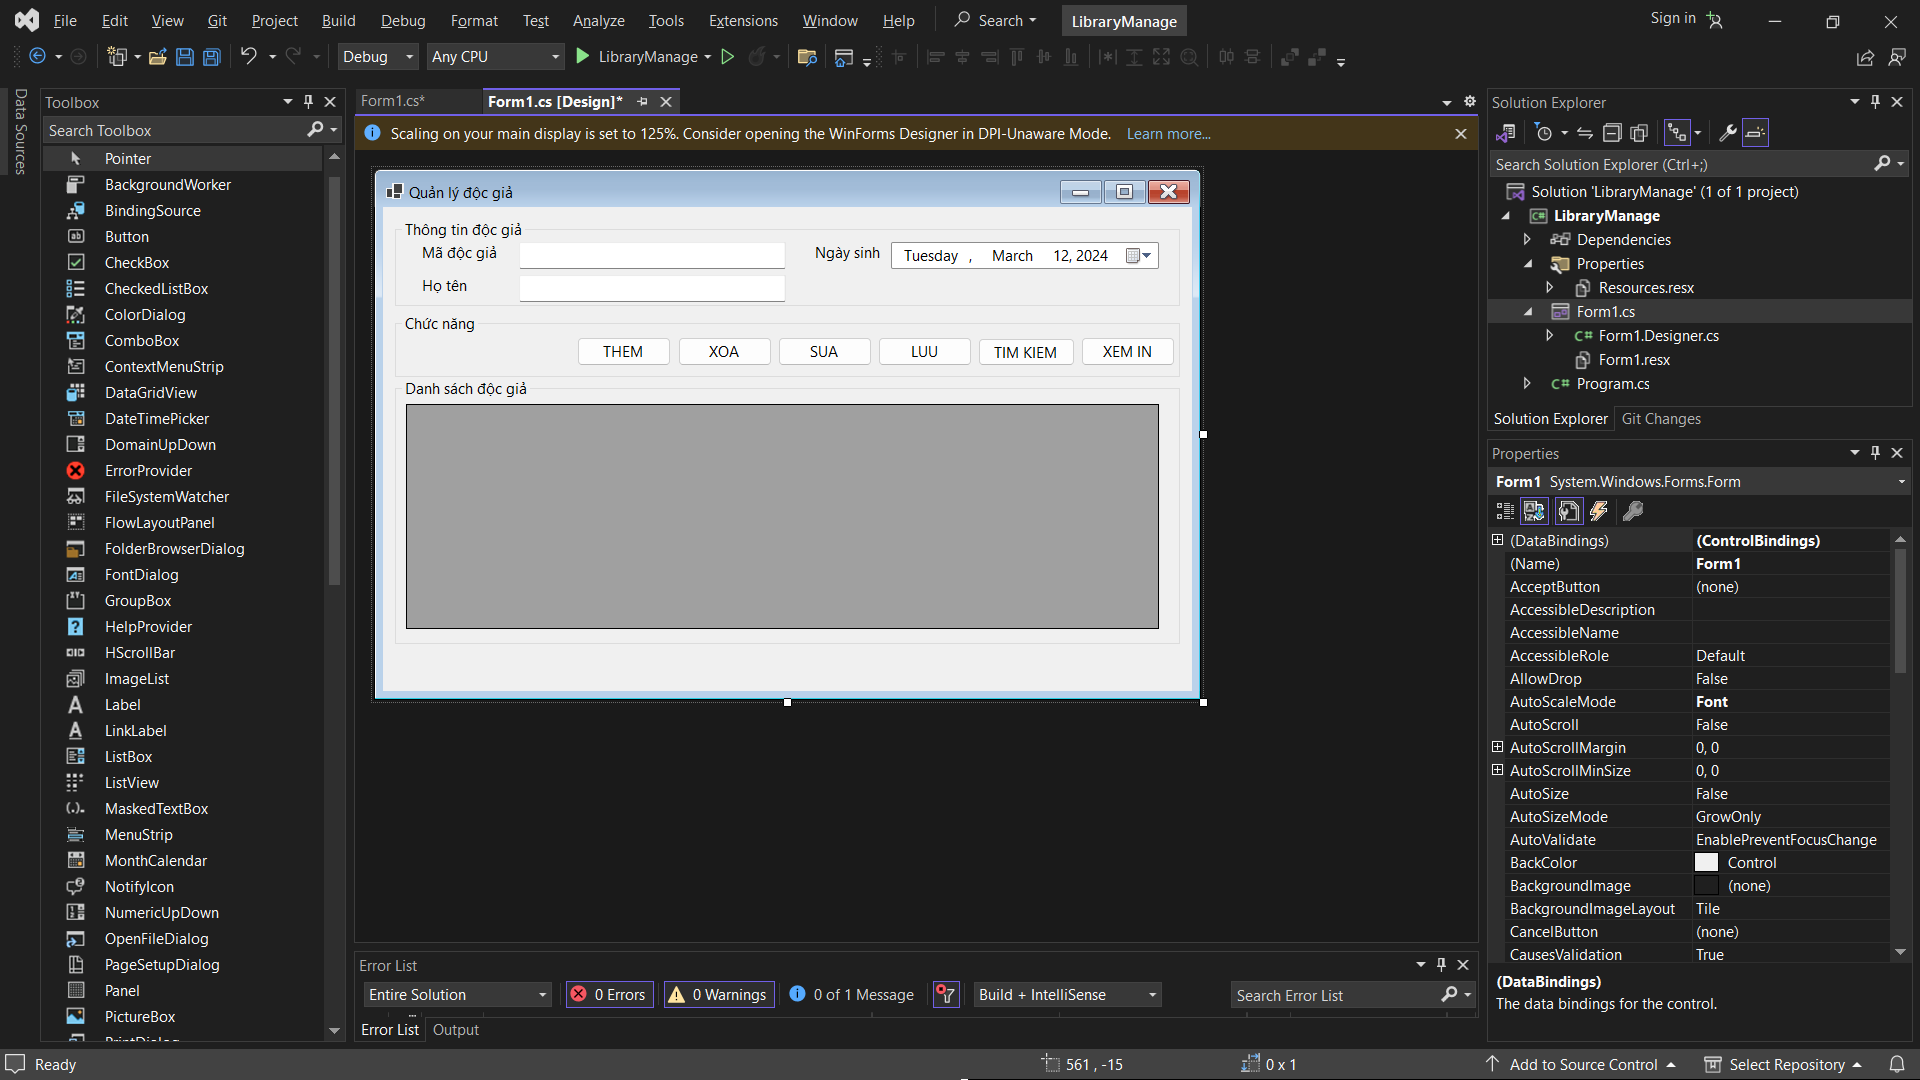 File Edit View Git Project Build Debug Format Test Analyze Tools Extensions Window Help Search LibraryManage Sign in
Debug Any CPU LibraryManage
Data Sources
Toolbox
Search Toolbox
Pointer
BackgroundWorker
BindingSource
Button
CheckBox
CheckedListBox
ColorDialog
ComboBox
ContextMenuStrip
DataGridView
DateTimePicker
DomainUpDown
ErrorProvider
FileSystemWatcher
FlowLayoutPanel
FolderBrowserDialog
FontDialog
GroupBox
HelpProvider
HScrollBar
ImageList
Label
LinkLabel
ListBox
ListView
MaskedTextBox
MenuStrip
MonthCalendar
NotifyIcon
NumericUpDown
OpenFileDialog
PageSetupDialog
Panel
PictureBox
PrintDialog
Form1.cs* Form1.cs [Design]*
Scaling on your main display is set to 125%. Consider opening the WinForms Designer in DPI-Unaware Mode. Learn more...
Quản lý độc giả
Thông tin độc giả
Mã độc giả Ngày sinh Tuesday , March 12, 2024
Họ tên
Chức năng
THEM XOA SUA LUU TIM KIEM XEM IN
Danh sách độc giả
Error List
Entire Solution 0 Errors 0 Warnings 0 of 1 Message Build + IntelliSense Search Error List
Error List Output
Solution Explorer
Search Solution Explorer (Ctrl+;)
Solution 'LibraryManage' (1 of 1 project)
LibraryManage
Dependencies
Properties
Resources.resx
Form1.cs
Form1.Designer.cs
Form1.resx
Program.cs
Solution Explorer Git Changes
Properties
Form1 System.Windows.Forms.Form
(DataBindings) (ControlBindings)
(Name) Form1
AcceptButton (none)
AccessibleDescription
AccessibleName
AccessibleRole Default
AllowDrop False
AutoScaleMode Font
AutoScroll False
AutoScrollMargin 0, 0
AutoScrollMinSize 0, 0
AutoSize False
AutoSizeMode GrowOnly
AutoValidate EnablePreventFocusChange
BackColor Control
BackgroundImage (none)
BackgroundImageLayout Tile
CancelButton (none)
CausesValidation True
(DataBindings)
The data bindings for the control.
Ready 561 , -15 0 x 1 Add to Source Control Select Repository